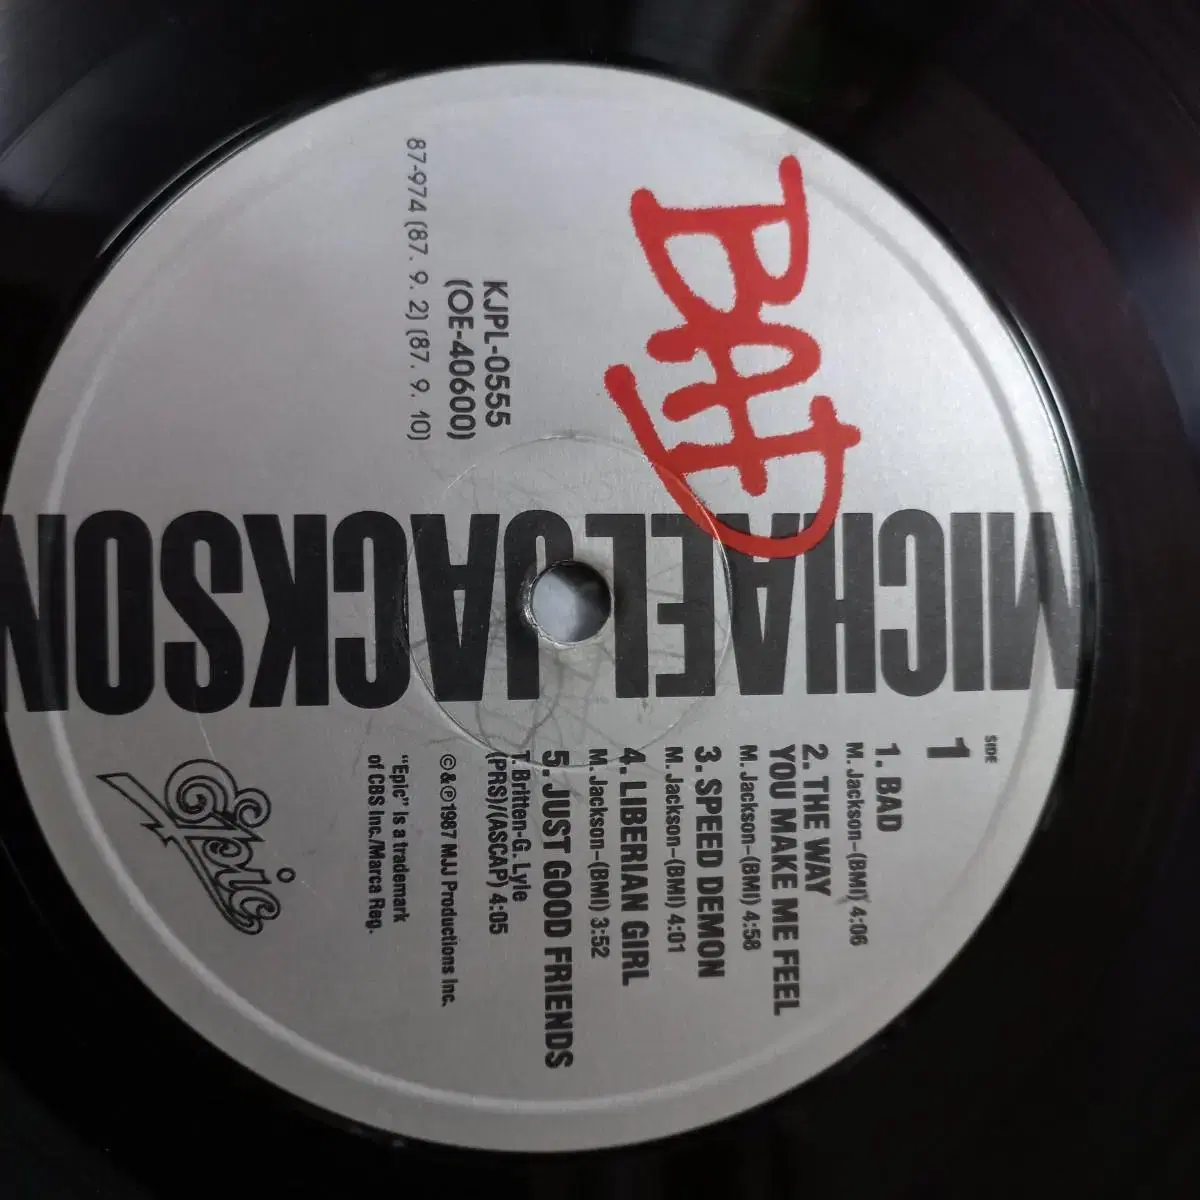 BAD
KJPL-0555
(OE-40600)
87-974 (87. 9. 2) (87. 9. 10)
MICHAEL JACKSON
SIDE
1
1. BAD
M. Jackson-(BMI) 4:06
2. THE WAY
YOU MAKE ME FEEL
M. Jackson-(BMI) 4:58
3. SPEED DEMON
M. Jackson-(BMI) 4:01
4. LIBERIAN GIRL
M. Jackson-(BMI) 3:52
5. JUST GOOD FRIENDS
T. Britten-G. Lyle
(PRS)/(ASCAP) 4:05
©&℗1987 MJJ Productions Inc.
"Epic" is a trademark
of CBS Inc./Marca Reg.
Epic